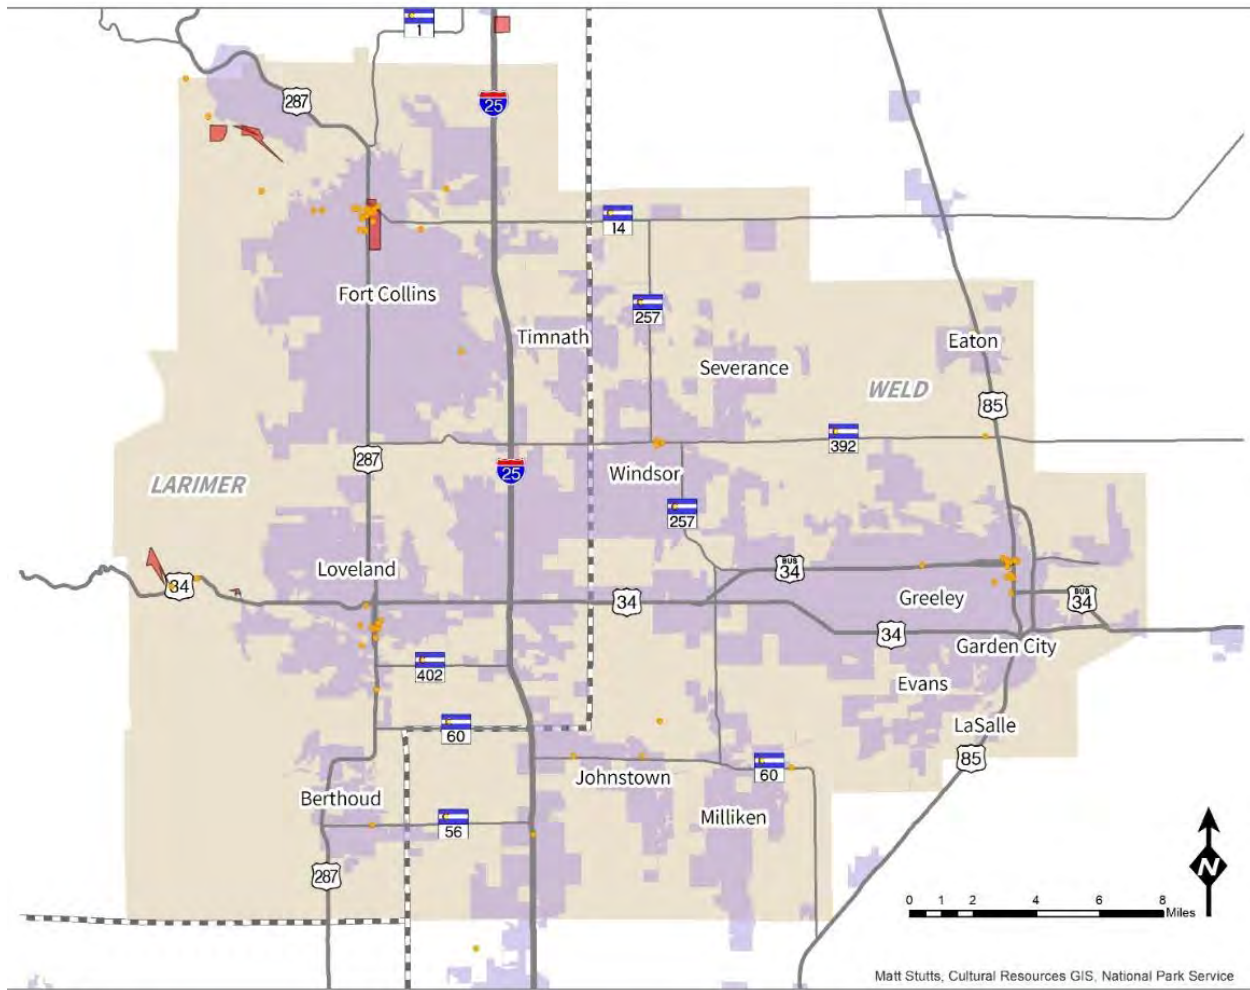 1
287
25
14
Fort Collins
257
Timnath
Eaton
Severance
WELD
85
392
287
25
Windsor
LARIMER
257
Loveland
BUS
34
34
34
Greeley
BUS
34
34
Garden City
402
Evans
60
LaSalle
85
Johnstown
60
Berthoud
Milliken
56
287
N
0 1 2 4 6 8
Miles
Matt Stutts, Cultural Resources GIS, National Park Service